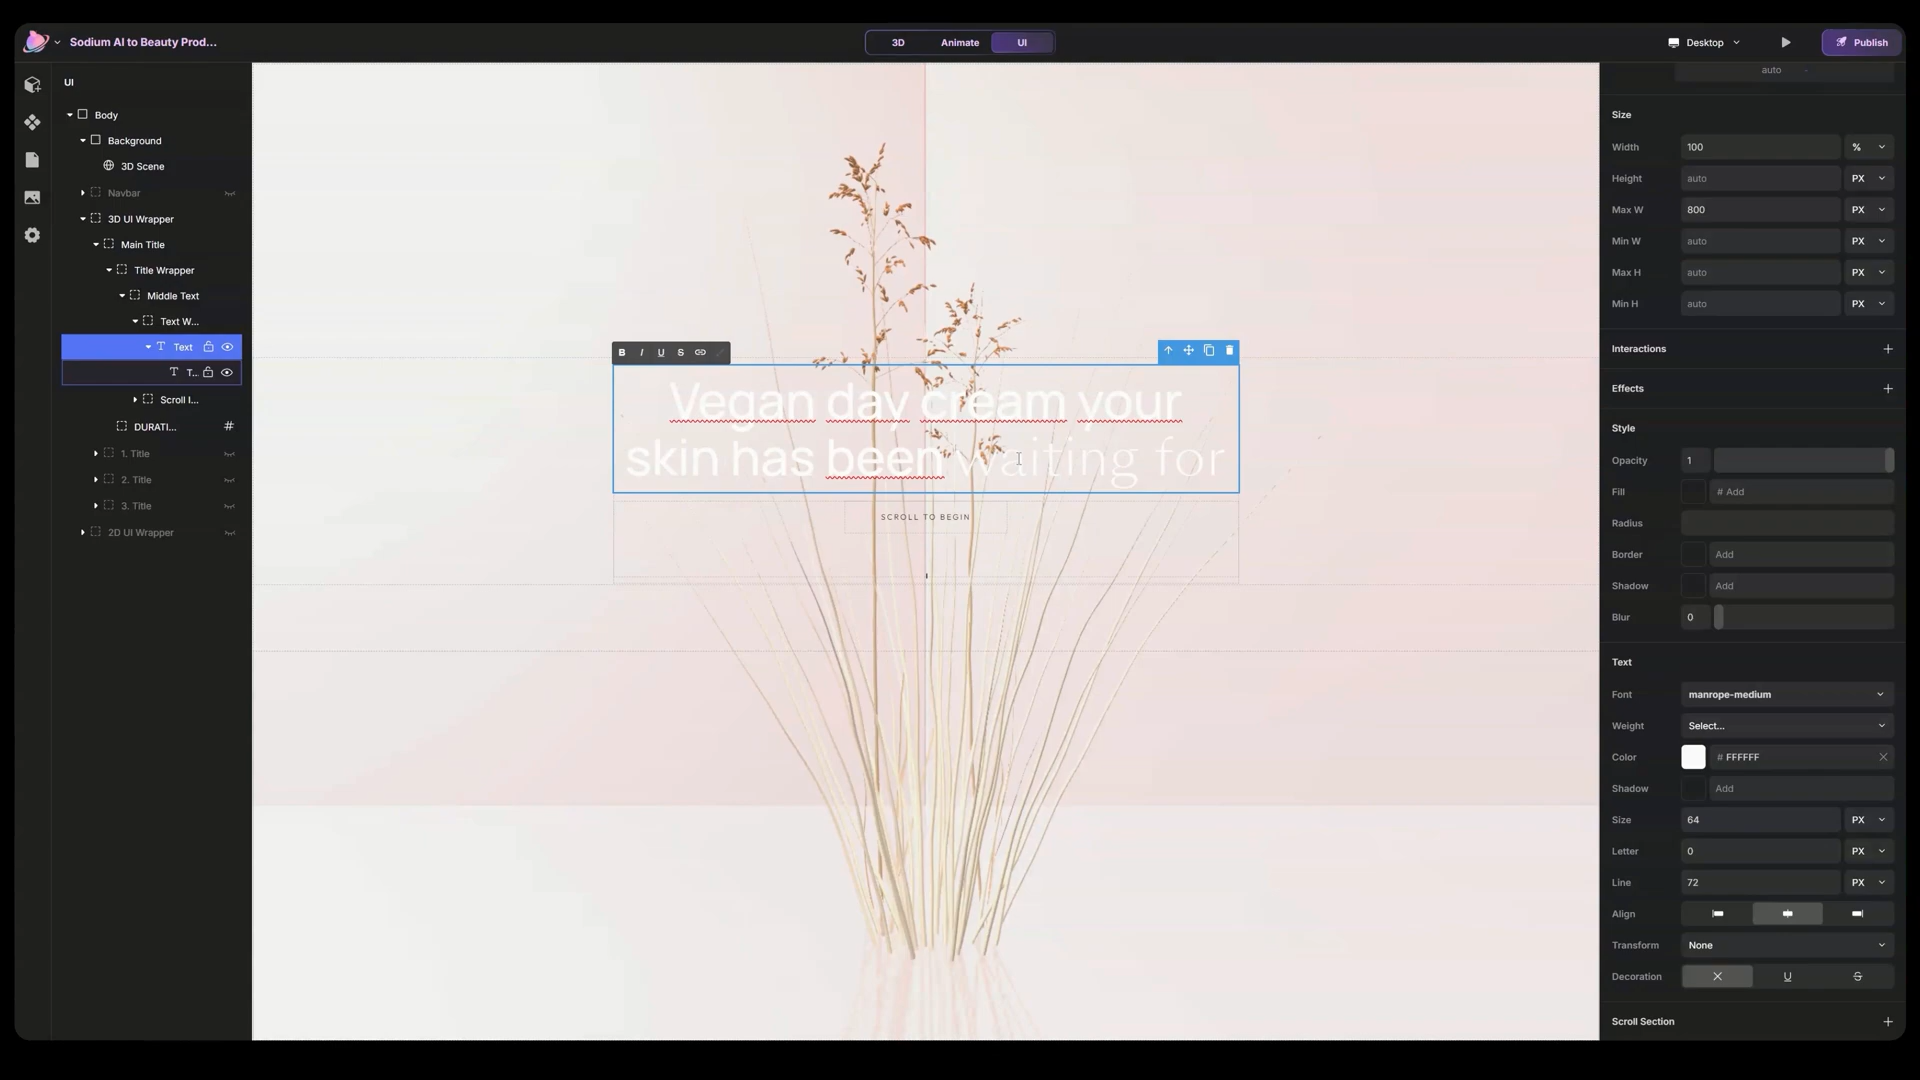 Sodium AI to Beauty Prod...
3D
Animate
UI
Desktop
Publish
UI
Body
Background
3D Scene
Navbar
3D UI Wrapper
Main Title
Title Wrapper
Middle Text
Text W...
Text
T...
Scroll I...
DURATI...
1. Title
2. Title
3. Title
2D UI Wrapper
B I U S
Vegan day cream your
skin has been waiting for
SCROLL TO BEGIN
auto -
Size
Width 100 %
Height auto PX
Max W 800 PX
Min W auto PX
Max H auto PX
Min H auto PX
Interactions
Effects
Style
Opacity 1
Fill # Add
Radius
Border Add
Shadow Add
Blur 0
Text
Font manrope-medium
Weight Select...
Color # FFFFFF
Shadow Add
Size 64 PX
Letter 0 PX
Line 72 PX
Align
Transform None
Decoration U S
Scroll Section